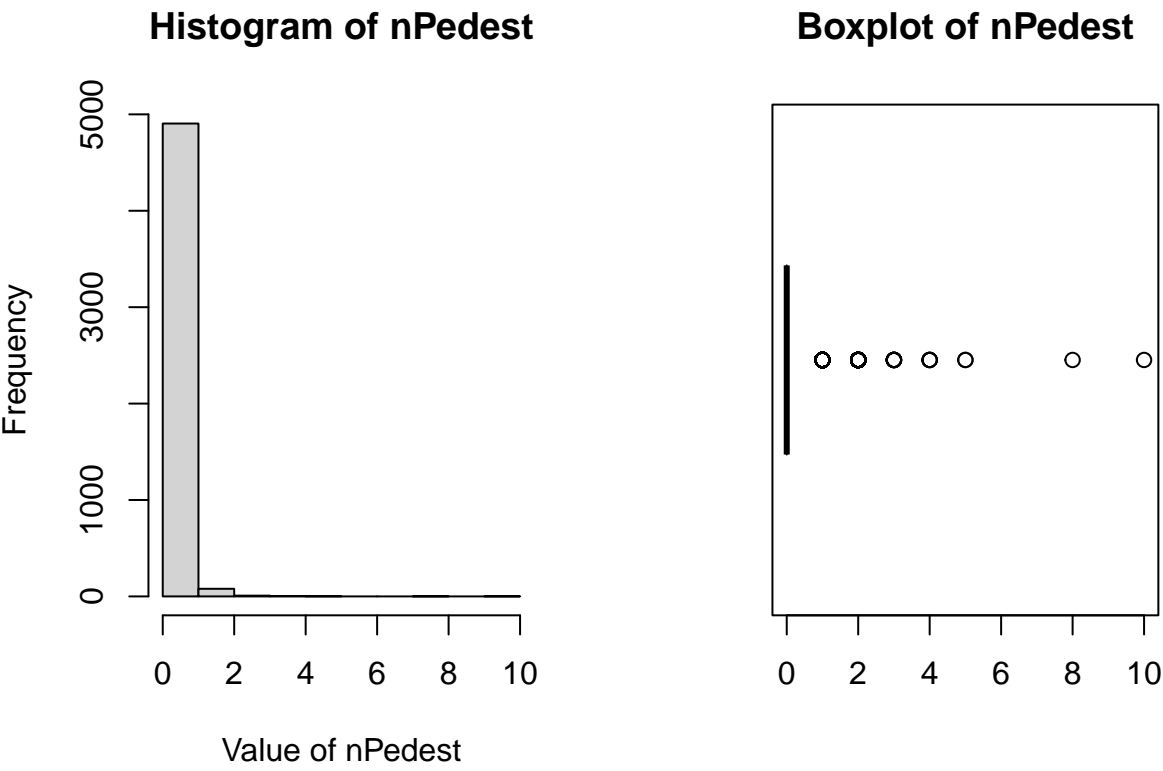 Histogram of nPedest
Frequency
5000
3000
1000
0
0 2 4 6 8 10
Value of nPedest
Boxplot of nPedest
0 2 4 6 8 10